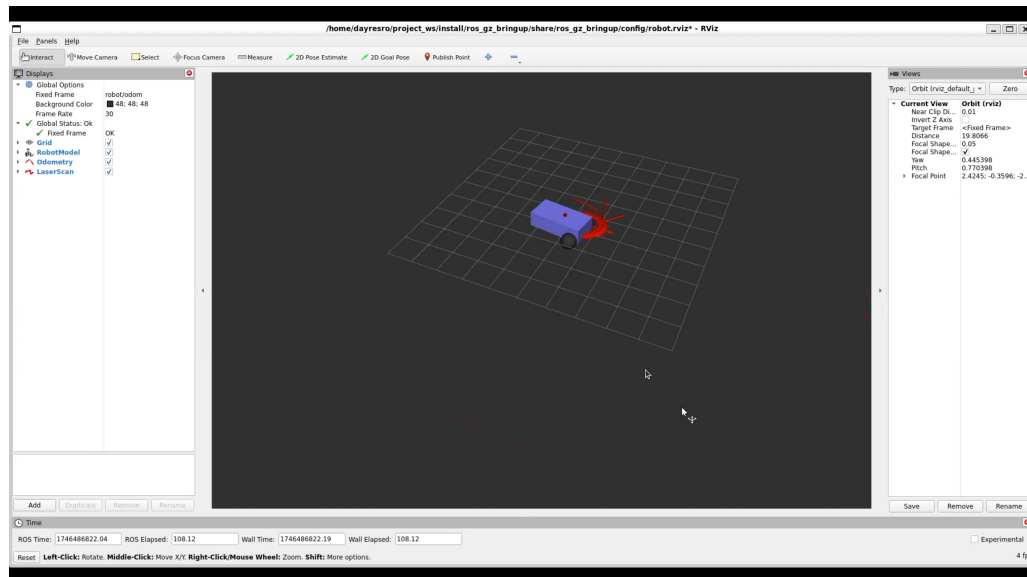 /home/dayresro/project_ws/install/ros_gz_bringup/share/ros_gz_bringup/config/robot.rviz* - RViz
File Panels Help
Interact Move Camera Select Focus Camera Measure 2D Pose Estimate 2D Goal Pose Publish Point
Displays
Global Options
Fixed Frame robot/odom
Background Color 48; 48; 48
Frame Rate 30
Global Status: Ok
Fixed Frame OK
Grid
RobotModel
Odometry
LaserScan
Add Duplicate Remove Rename
Views
Type: Orbit (rviz_default_ Zero
Current View Orbit (rviz)
Near Clip Di... 0.01
Invert Z Axis
Target Frame <Fixed Frame>
Distance 19.8066
Focal Shape... 0.05
Focal Shape...
Yaw 0.445398
Pitch 0.770398
Focal Point 2.4245; -0.3596; -2..
Save Remove Rename
Time
ROS Time: 1746486822.04 ROS Elapsed: 108.12 Wall Time: 1746486822.19 Wall Elapsed: 108.12 Experimental
Reset Left-Click: Rotate. Middle-Click: Move X/Y. Right-Click/Mouse Wheel: Zoom. Shift: More options. 4 fp